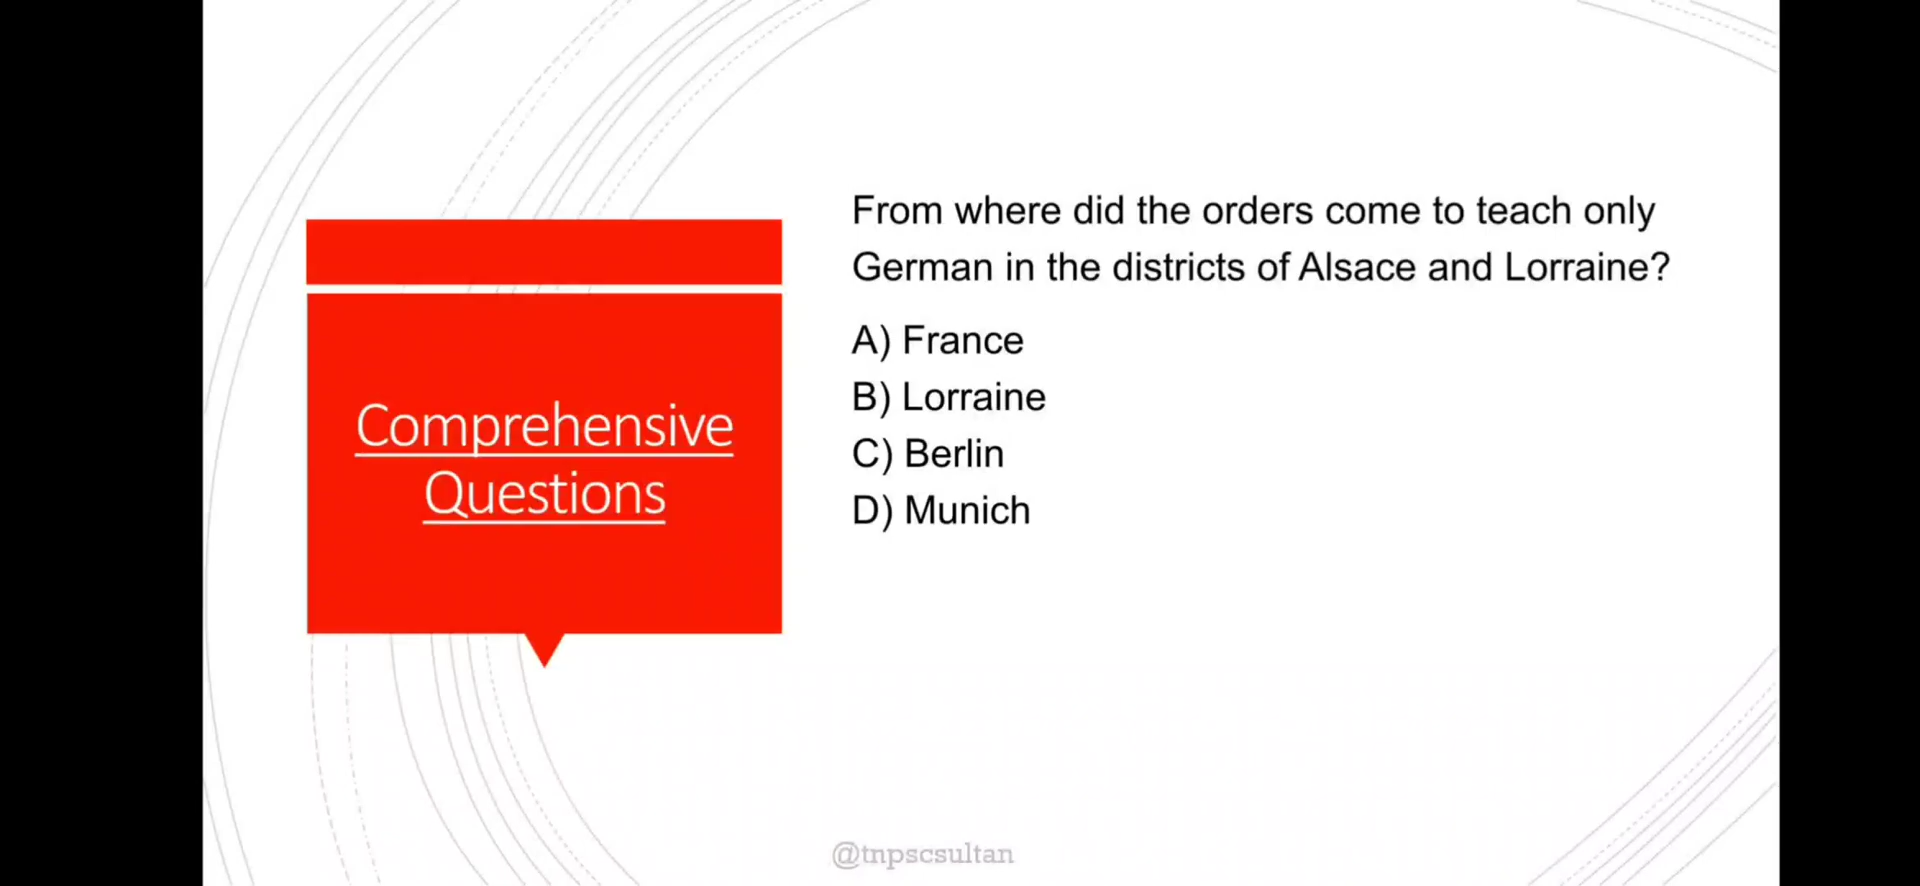 Comprehensive
Questions
From where did the orders come to teach only
German in the districts of Alsace and Lorraine?
A) France
B) Lorraine
C) Berlin
D) Munich
@tnpscsultan